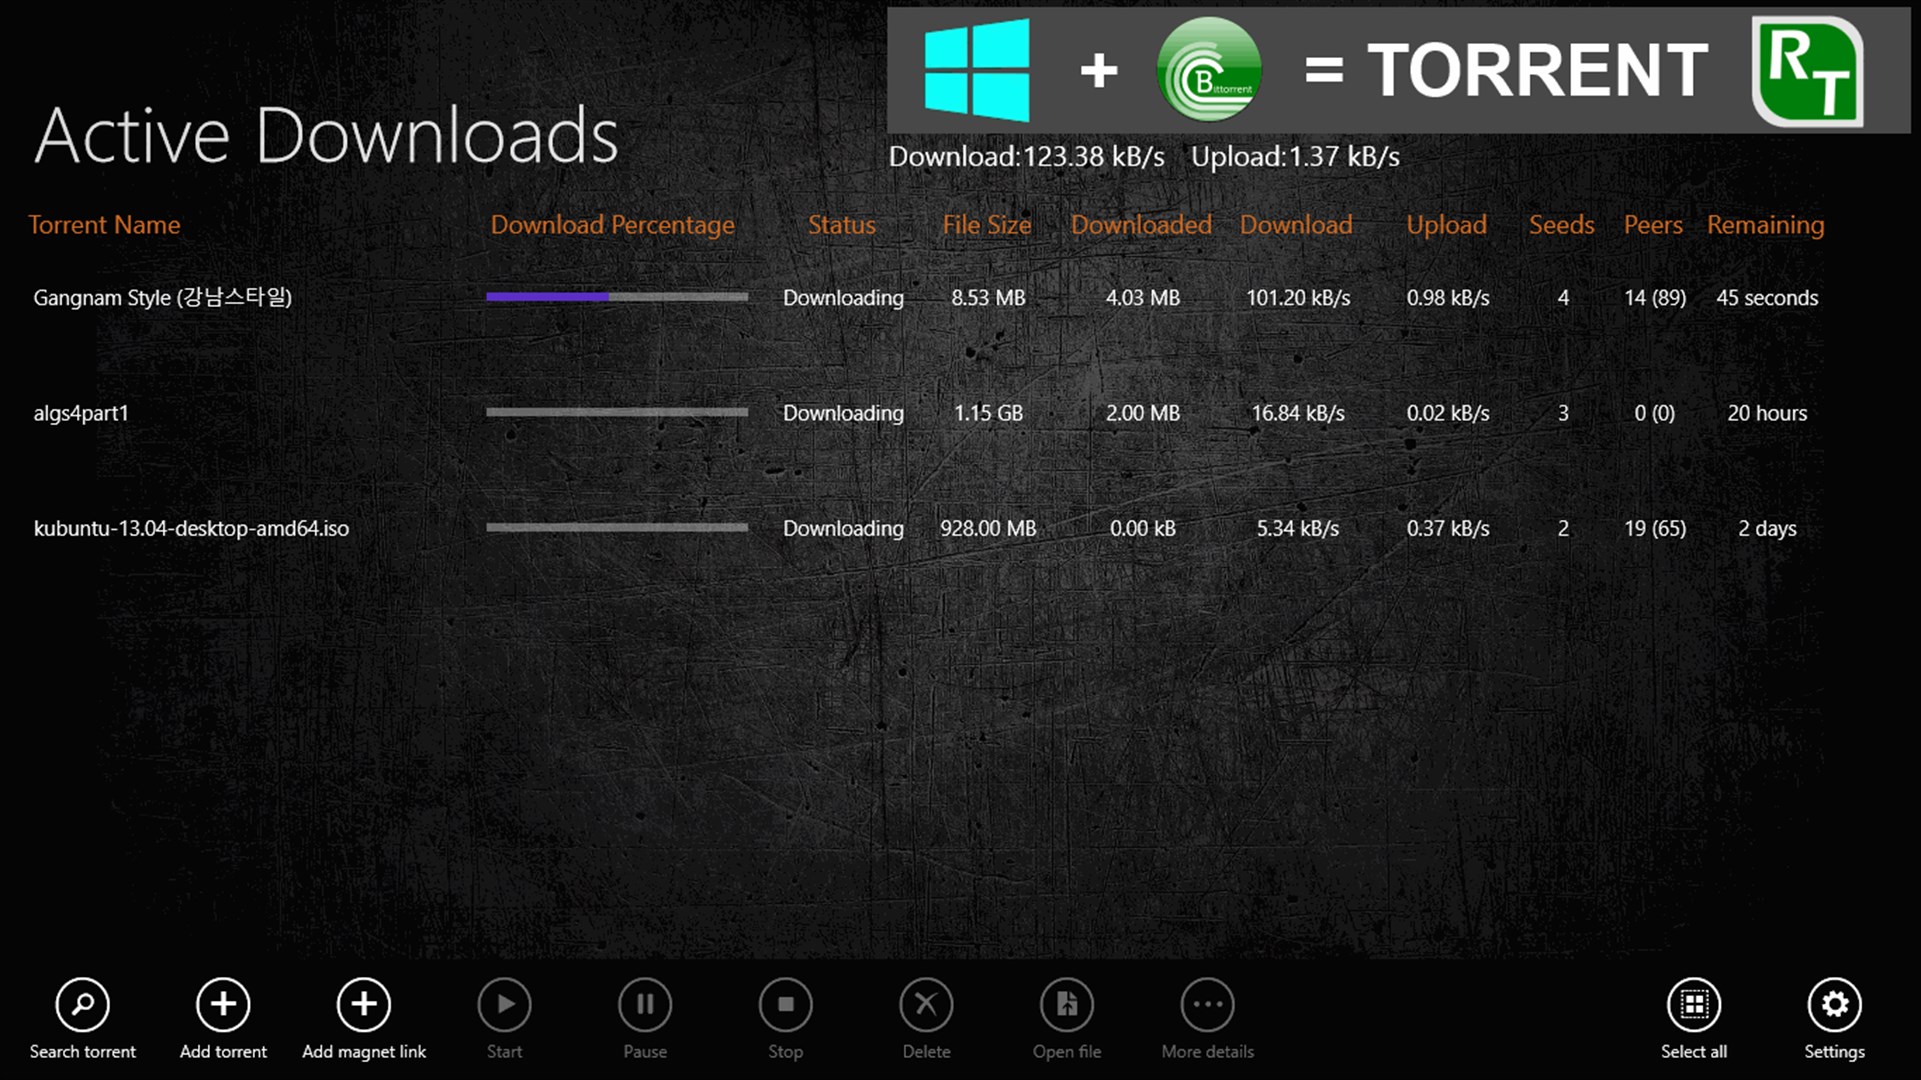 + Bittorrent = TORRENT RT
Active Downloads
Download:123.38 kB/s Upload:1.37 kB/s
Torrent Name Download Percentage Status File Size Downloaded Download Upload Seeds Peers Remaining
Gangnam Style (강남스타일) Downloading 8.53 MB 4.03 MB 101.20 kB/s 0.98 kB/s 4 14 (89) 45 seconds
algs4part1 Downloading 1.15 GB 2.00 MB 16.84 kB/s 0.02 kB/s 3 0 (0) 20 hours
kubuntu-13.04-desktop-amd64.iso Downloading 928.00 MB 0.00 kB 5.34 kB/s 0.37 kB/s 2 19 (65) 2 days
Search torrent Add torrent Add magnet link Start Pause Stop Delete Open file More details Select all Settings